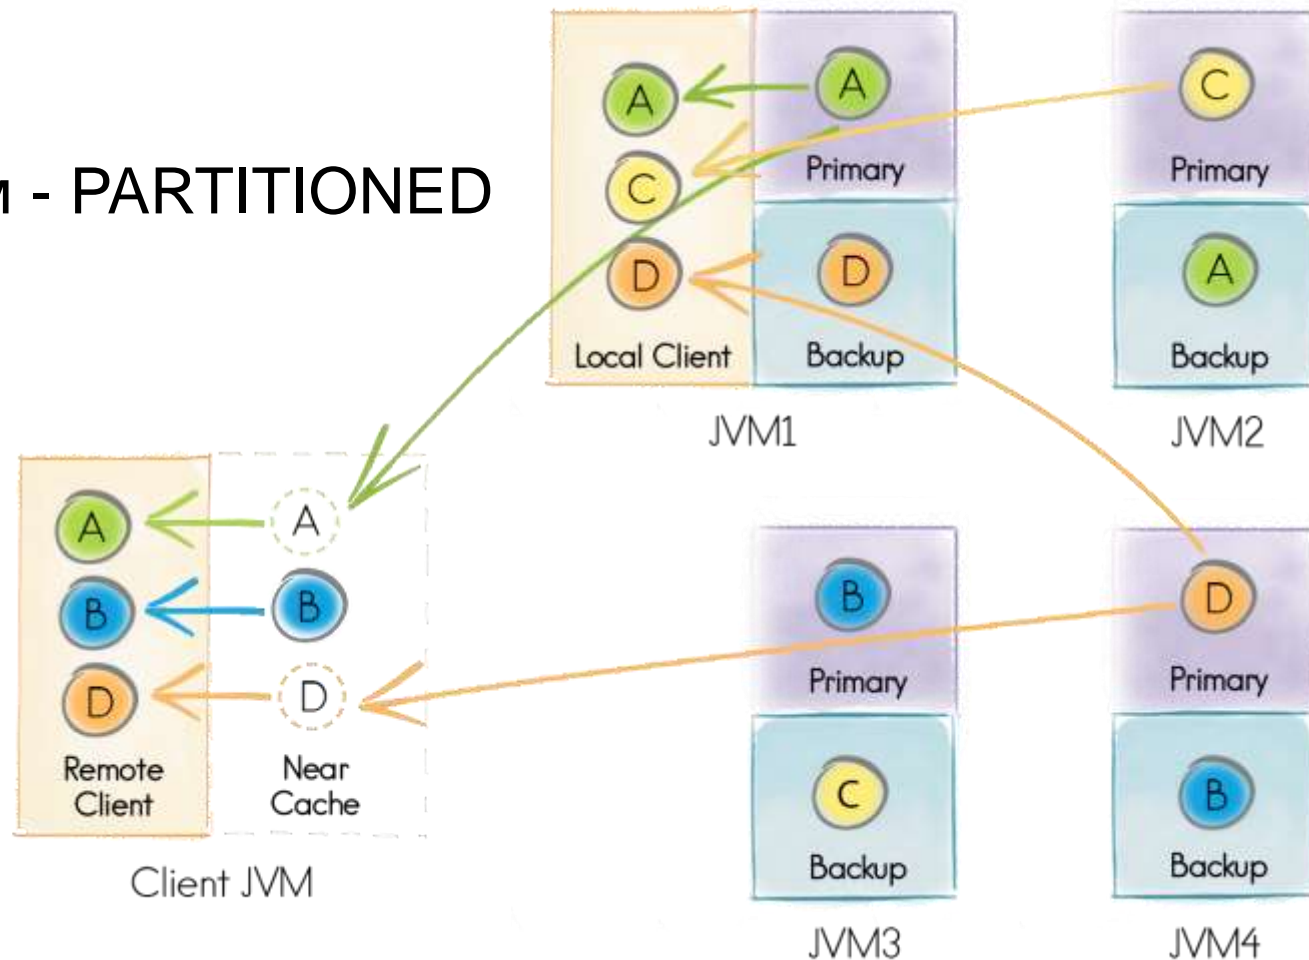 M - PARTITIONED
A
A
C
C
Primary
Primary
D
D
A
Local Client
Backup
Backup
JVM1
JVM2
A
A
B
B
D
D
Remote
Client
Near
Cache
Client JVM
B
D
Primary
Primary
C
B
Backup
Backup
JVM3
JVM4